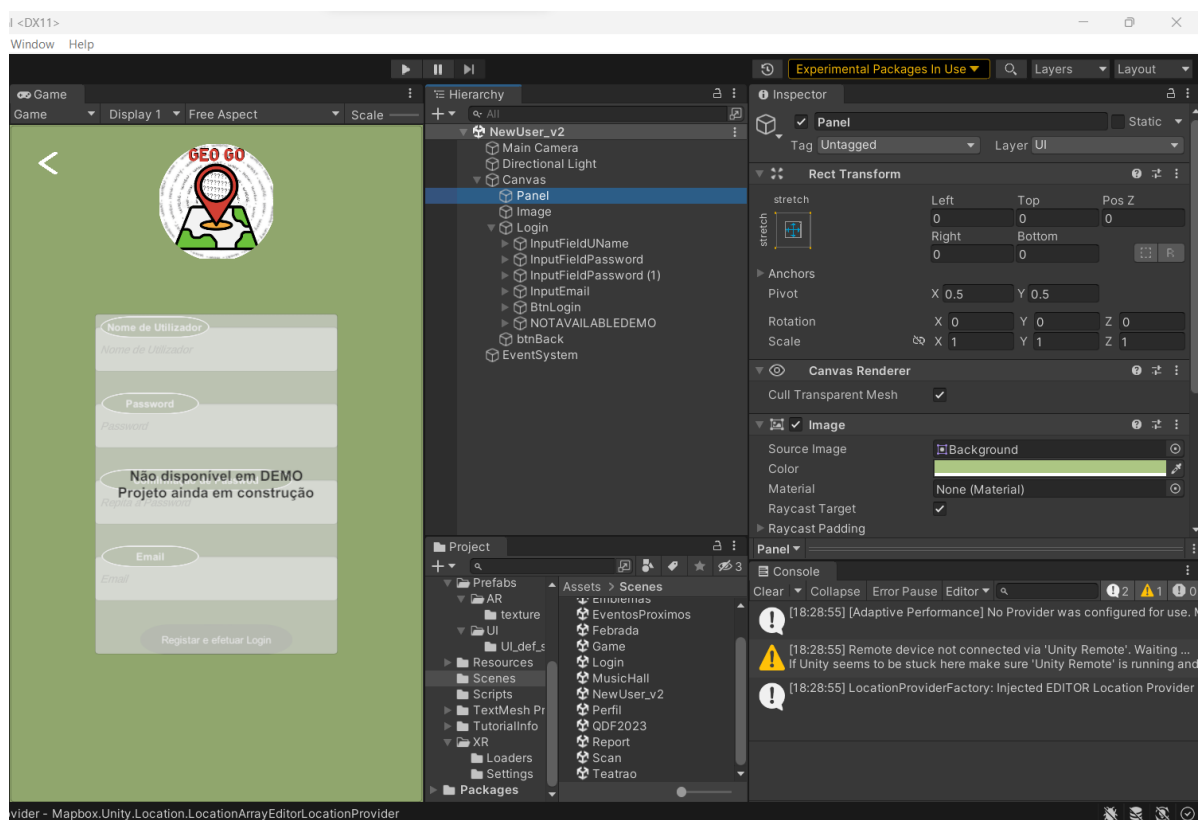 l <DX11>
Window Help
Experimental Packages In Use
Layers
Layout
Game
Game
Display 1
Free Aspect
Scale
GEO GO
Nome de Utilizador
Nome de Utilizador
Password
Password
Não disponível em DEMO
Projeto ainda em construção
Repita a Password
Email
Email
Registar e efetuar Login
Hierarchy
All
NewUser_v2
Main Camera
Directional Light
Canvas
Panel
Image
Login
InputFieldUName
InputFieldPassword
InputFieldPassword (1)
InputEmail
BtnLogin
NOTAVAILABLEDEMO
btnBack
EventSystem
Inspector
Panel
Static
Tag Untagged
Layer UI
Rect Transform
stretch
stretch
Left Top Pos Z
0 0 0
Right Bottom
0 0
R
Anchors
Pivot X 0.5 Y 0.5
Rotation X 0 Y 0 Z 0
Scale X 1 Y 1 Z 1
Canvas Renderer
Cull Transparent Mesh
Image
Source Image Background
Color
Material None (Material)
Raycast Target
Raycast Padding
Panel
Project
3
Prefabs
AR
texture
UI
UI_def_s
Resources
Scenes
Scripts
TextMesh Pr
TutorialInfo
XR
Loaders
Settings
Packages
Assets > Scenes
Emblemas
EventosProximos
Febrada
Game
Login
MusicHall
NewUser_v2
Perfil
QDF2023
Report
Scan
Teatrao
Console
Clear Collapse Error Pause Editor 2 1 0
[18:28:55] [Adaptive Performance] No Provider was configured for use. M
[18:28:55] Remote device not connected via 'Unity Remote'. Waiting ...
If Unity seems to be stuck here make sure 'Unity Remote' is running and
[18:28:55] LocationProviderFactory: Injected EDITOR Location Provider
vider - Mapbox.Unity.Location.LocationArrayEditorLocationProvider